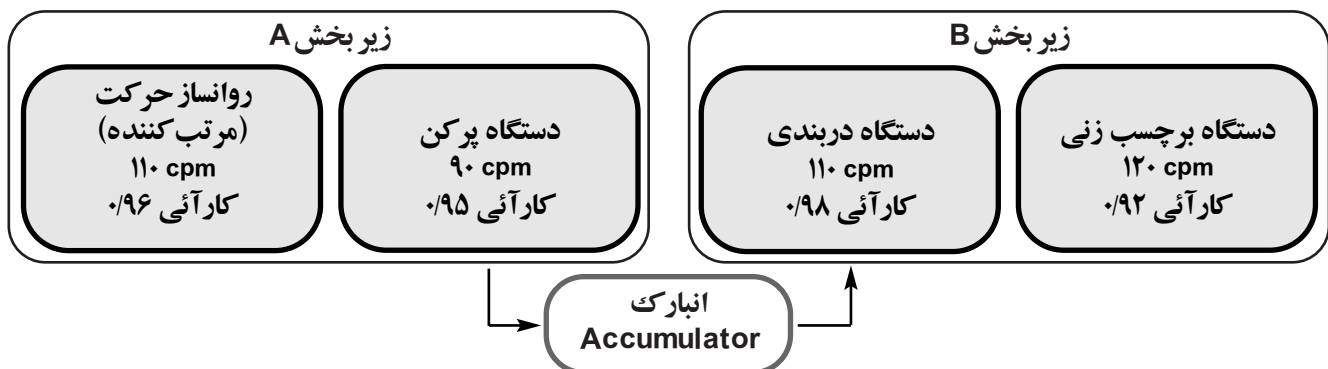 زیر بخش A
روانساز حرکت
(مرتب کننده)
۱۱۰ cpm
کارآئی ۰/۹۶
دستگاه پرکن
۹۰ cpm
کارآئی ۰/۹۵
زیر بخش B
دستگاه دربندی
۱۱۰ cpm
کارآئی ۰/۹۸
دستگاه برچسب زنی
۱۲۰ cpm
کارآئی ۰/۹۲
انبارک
Accumulator